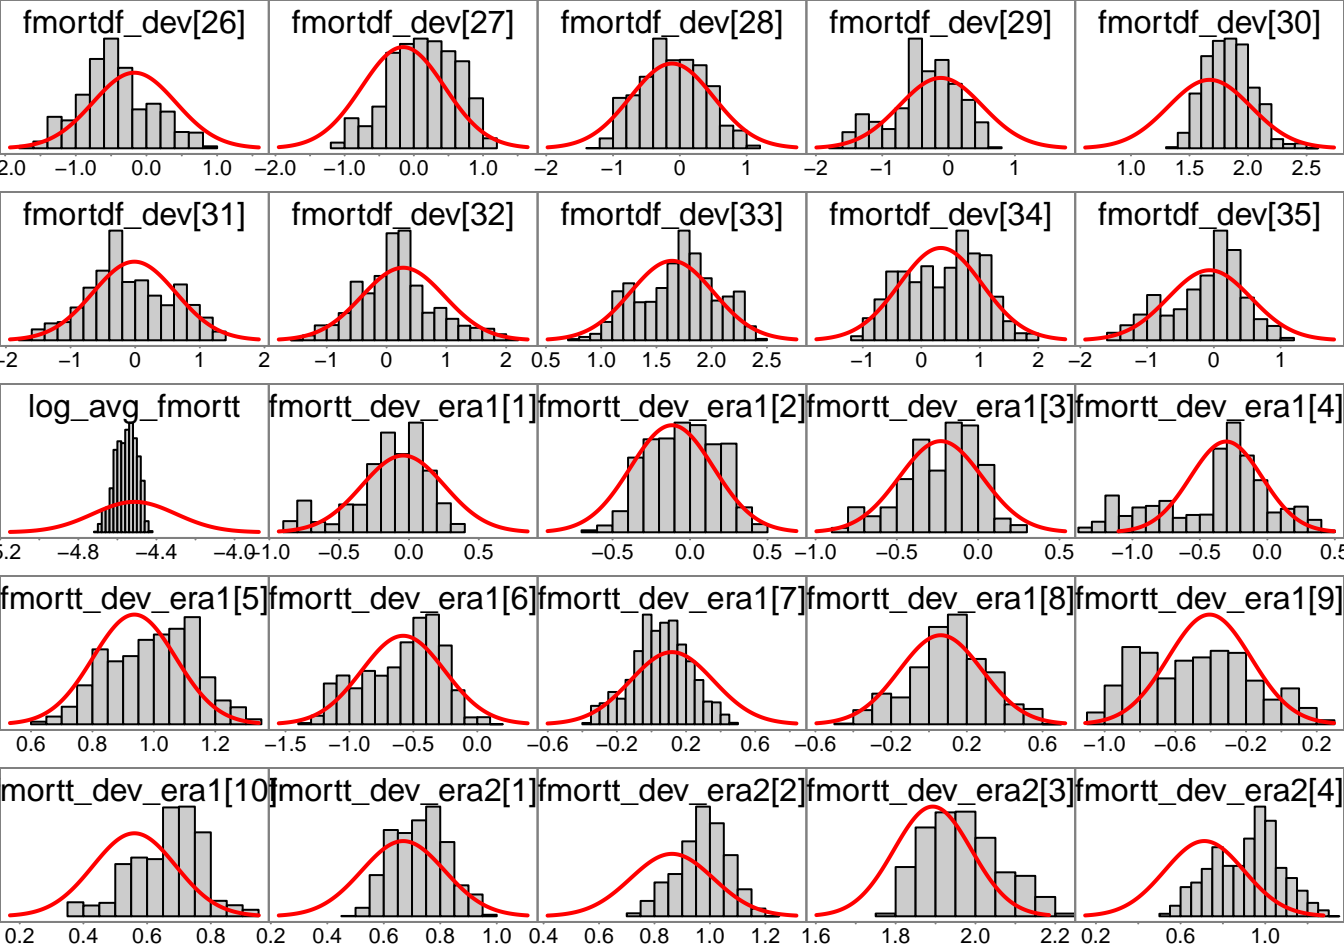 fmortdf_dev[26] fmortdf_dev[27] fmortdf_dev[28] fmortdf_dev[29] fmortdf_dev[30]
2.0 −1.0 0.0 1.0 −2.0 −1.0 0.0 1.0 −2 −1 0 1 −2 −1 0 1 1.0 1.5 2.0 2.5
fmortdf_dev[31] fmortdf_dev[32] fmortdf_dev[33] fmortdf_dev[34] fmortdf_dev[35]
−2 −1 0 1 2 −1 0 1 2 0.5 1.0 1.5 2.0 2.5 −1 0 1 2 −2 −1 0 1
log_avg_fmortt fmortt_dev_era1[1] fmortt_dev_era1[2] fmortt_dev_era1[3] fmortt_dev_era1[4]
5.2 −4.8 −4.4 −4.0 −1.0 −0.5 0.0 0.5 −0.5 0.0 0.5 −1.0 −0.5 0.0 0.5 −1.0 −0.5 0.0 0.5
fmortt_dev_era1[5] fmortt_dev_era1[6] fmortt_dev_era1[7] fmortt_dev_era1[8] fmortt_dev_era1[9]
0.6 0.8 1.0 1.2 −1.5 −1.0 −0.5 0.0 −0.6 −0.2 0.2 0.6 −0.6 −0.2 0.2 0.6 −1.0 −0.6 −0.2 0.2
mortt_dev_era1[10] fmortt_dev_era2[1] fmortt_dev_era2[2] fmortt_dev_era2[3] fmortt_dev_era2[4]
0.2 0.4 0.6 0.8 0.2 0.4 0.6 0.8 1.0 0.4 0.6 0.8 1.0 1.2 1.6 1.8 2.0 2.2 0.2 0.6 1.0